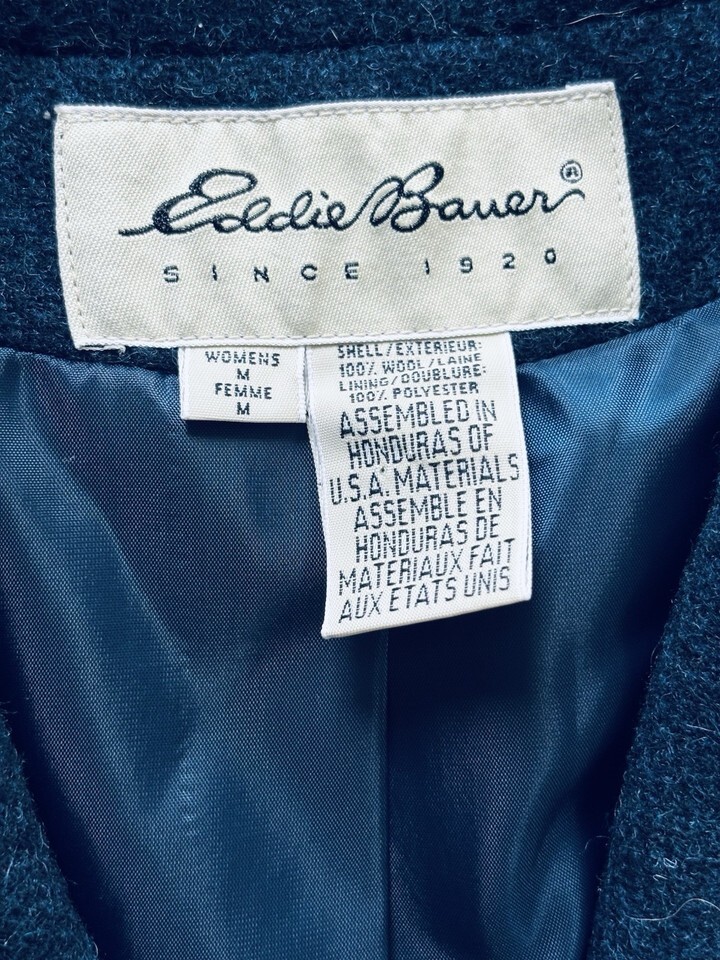 Eddie Bauer®
SINCE 1920
WOMENS
M
FEMME
M
SHELL/EXTERIEUR:
100% WOOL/LAINE
LINING/DOUBLURE:
100% POLYESTER
ASSEMBLED IN
HONDURAS OF
U.S.A. MATERIALS
ASSEMBLE EN
HONDURAS DE
MATERIAUX FAIT
AUX ETATS UNIS